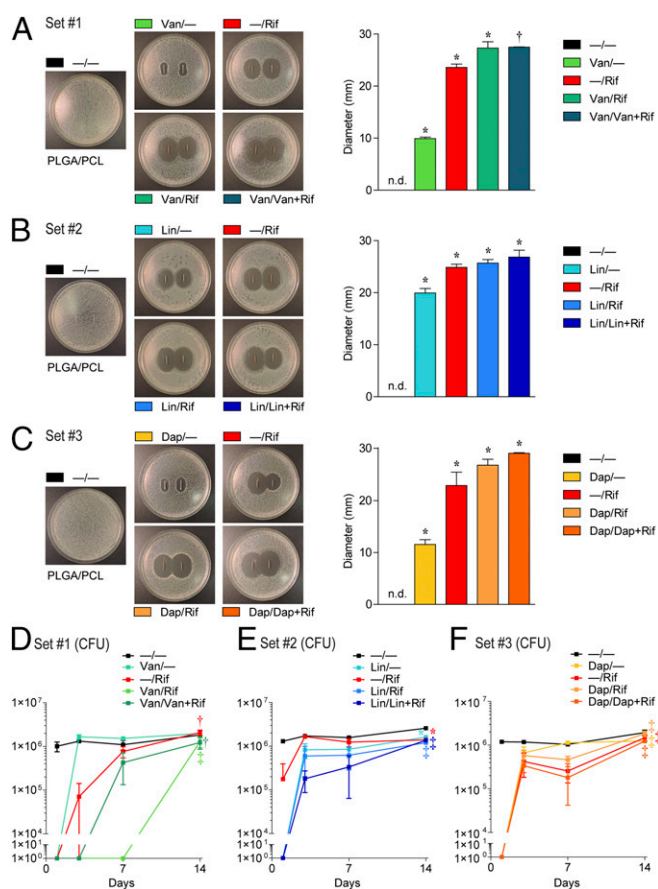 A Set #1
Van/— —/Rif
—/—
PLGA/PCL
Van/Rif Van/Van+Rif
Diameter (mm)
30
20
10
0
n.d.
*
*
*
†
—/—
Van/—
—/Rif
Van/Rif
Van/Van+Rif
B Set #2
Lin/— —/Rif
—/—
PLGA/PCL
Lin/Rif Lin/Lin+Rif
Diameter (mm)
30
20
10
0
n.d.
*
*
*
*
—/—
Lin/—
—/Rif
Lin/Rif
Lin/Lin+Rif
C Set #3
Dap/— —/Rif
—/—
PLGA/PCL
Dap/Rif Dap/Dap+Rif
Diameter (mm)
30
20
10
0
n.d.
*
*
*
*
—/—
Dap/—
—/Rif
Dap/Rif
Dap/Dap+Rif
D Set #1 (CFU)
—/—
Van/—
—/Rif
Van/Rif
Van/Van+Rif
1×10⁷
1×10⁶
1×10⁵
1×10⁴
1×10¹
1×10⁰
†
†
‡
0 7 14
Days
E Set #2 (CFU)
—/—
Lin/—
—/Rif
Lin/Rif
Lin/Lin+Rif
1×10⁷
1×10⁶
1×10⁵
1×10⁴
1×10¹
1×10⁰
*
‡
‡
0 7 14
Days
F Set #3 (CFU)
—/—
Dap/—
—/Rif
Dap/Rif
Dap/Dap+Rif
1×10⁷
1×10⁶
1×10⁵
1×10⁴
1×10¹
1×10⁰
‡
‡
‡
0 7 14
Days